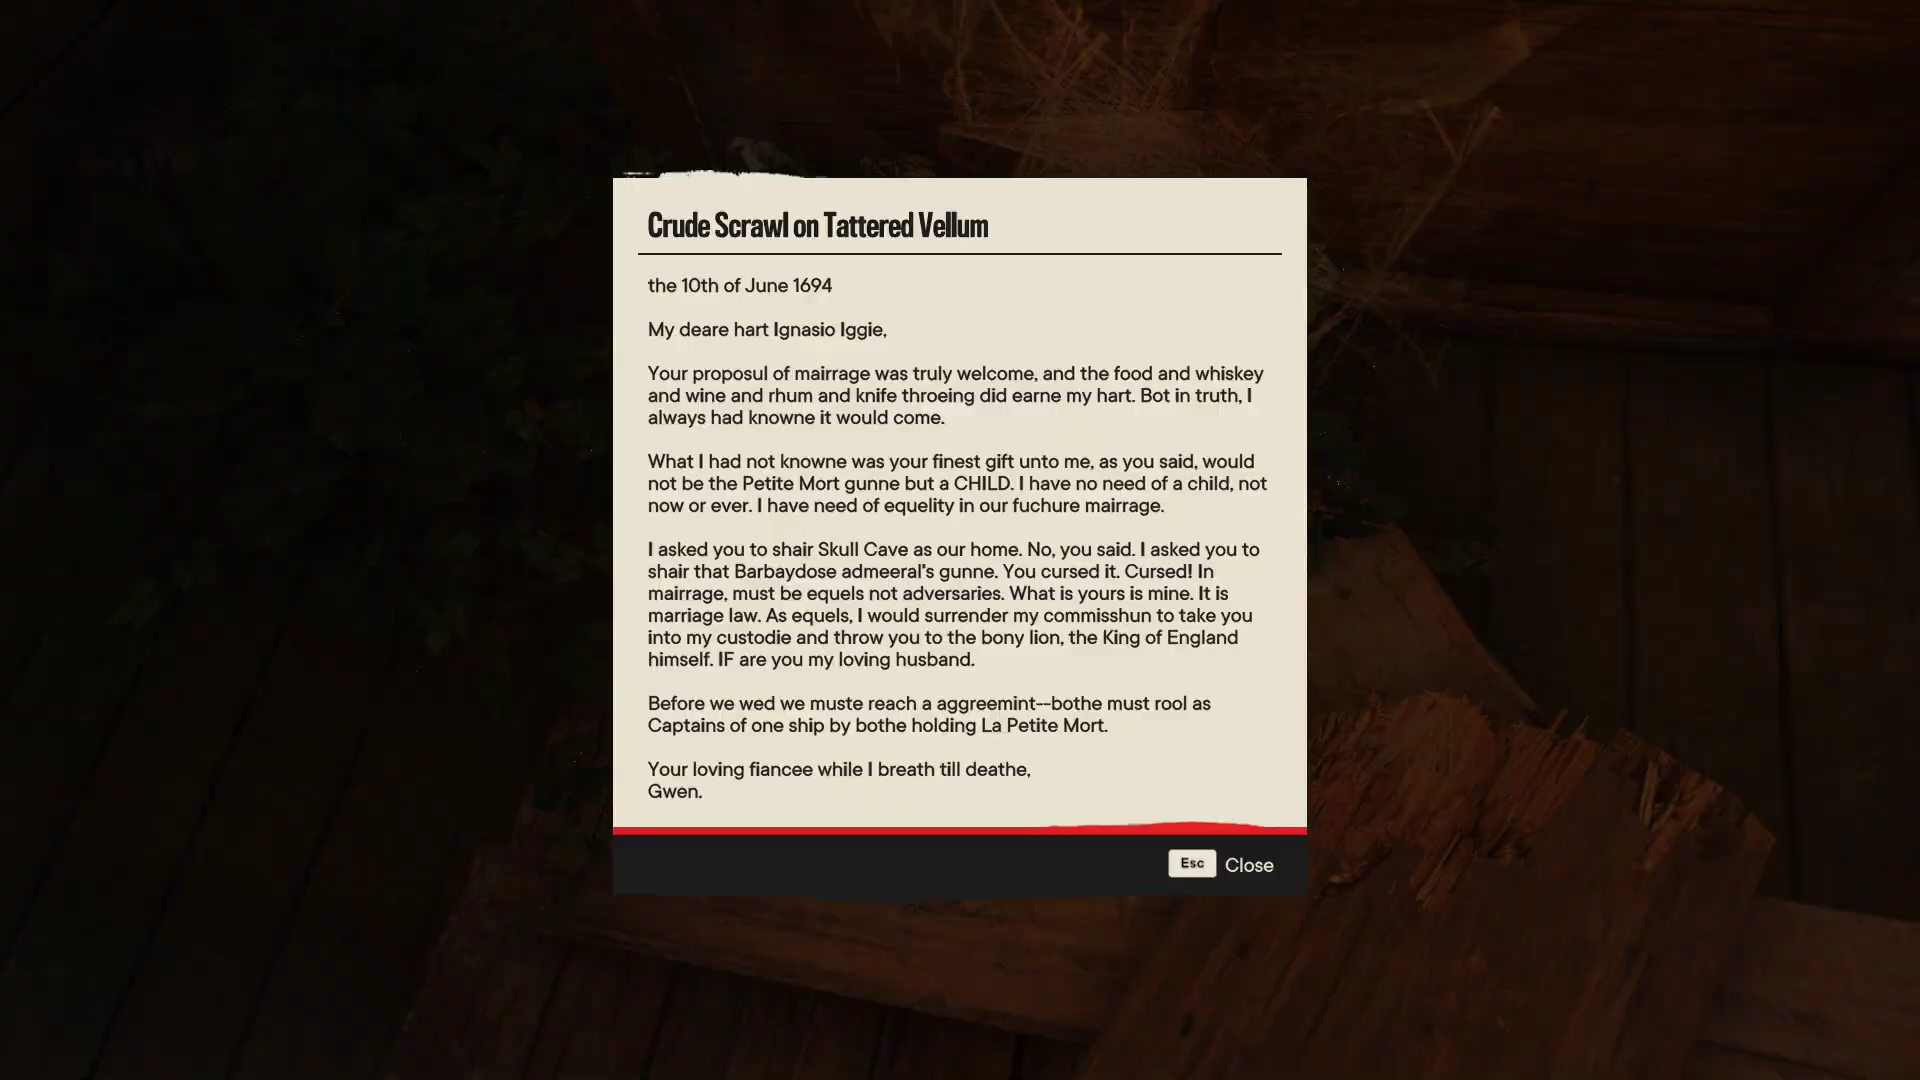 Crude Scrawl on Tattered Vellum
the 10th of June 1694
My deare hart Ignasio Iggie,
Your proposul of mairrage was truly welcome, and the food and whiskey
and wine and rhum and knife throeing did earne my hart. Bot in truth, I
always had knowne it would come.
What I had not knowne was your finest gift unto me, as you said, would
not be the Petite Mort gunne but a CHILD. I have no need of a child, not
now or ever. I have need of equelity in our fuchure mairrage.
I asked you to shair Skull Cave as our home. No, you said. I asked you to
shair that Barbaydose admeeral's gunne. You cursed it. Cursed! In
mairrage, must be equels not adversaries. What is yours is mine. It is
marriage law. As equels, I would surrender my commisshun to take you
into my custodie and throw you to the bony lion, the King of England
himself. IF are you my loving husband.
Before we wed we muste reach a aggreemint--bothe must rool as
Captains of one ship by bothe holding La Petite Mort.
Your loving fiancee while I breath till deathe,
Gwen.
Esc Close